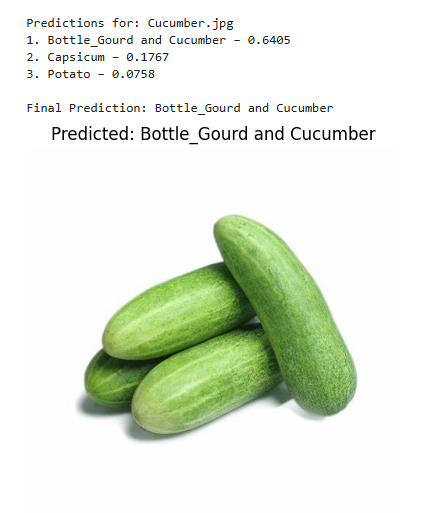 Predictions for: Cucumber.jpg
1. Bottle_Gourd and Cucumber – 0.6405
2. Capsicum – 0.1767
3. Potato – 0.0758
Final Prediction: Bottle_Gourd and Cucumber
Predicted: Bottle_Gourd and Cucumber